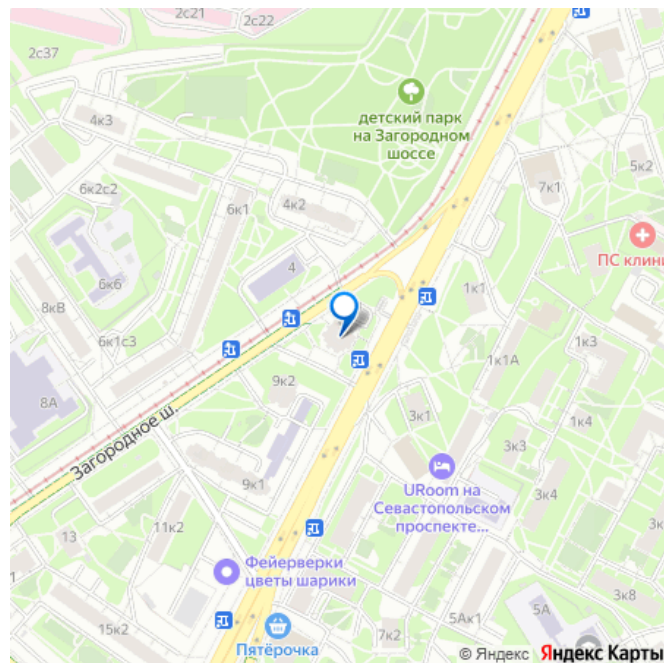 2с21
2с22
2с37
детский парк
на Загородном
шоссе
4к3
5к2
7к1
6к2с2
6к1
4к2
ПС клини
4
6к6
1к1
8кВ
6к1с3
1к3
1к1А
9к2
8А
3к1
1к4
Загородное ш.
3к3
URoom на
Севастопольском
проспекте...
9к1
3к4
11к2
13
Фейерверки
цветы шарики
3к8
5А
5Ак1
15к2
7к2
Пятёрочка
© Яндекс Яндекс Карты